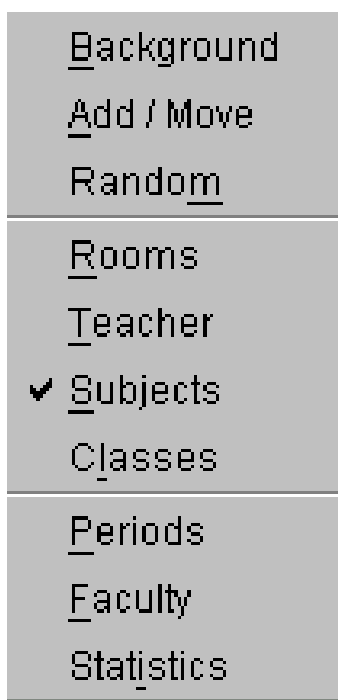 Background
Add / Move
Random
Rooms
Teacher
Subjects
Classes
Periods
Faculty
Statistics